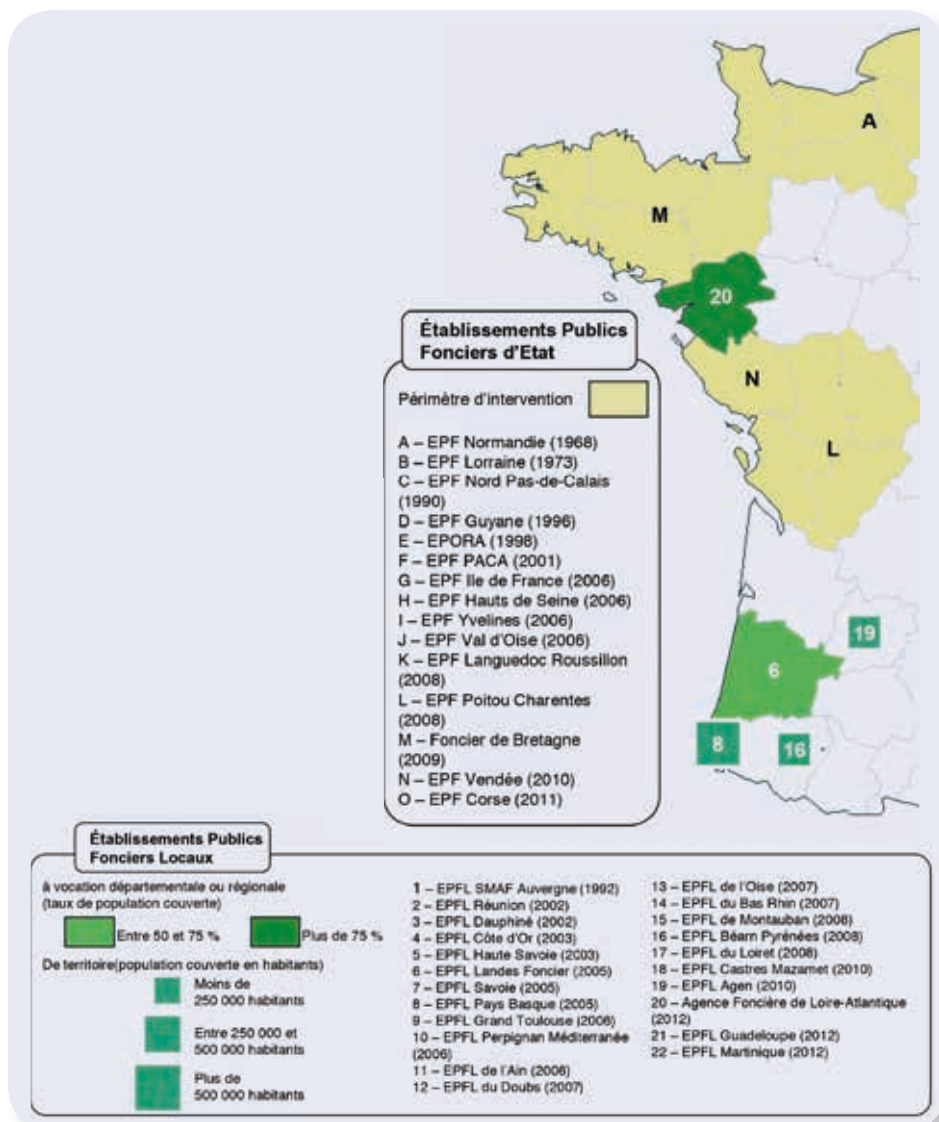 A
M
20
Établissements Publics
Fonciers d'Etat
N
Périmètre d'intervention
L
A – EPF Normandie (1968)
B – EPF Lorraine (1973)
C – EPF Nord Pas-de-Calais
(1990)
D – EPF Guyane (1996)
E – EPORA (1998)
F – EPF PACA (2001)
G – EPF Ile de France (2006)
H – EPF Hauts de Seine (2006)
I – EPF Yvelines (2006)
J – EPF Val d'Oise (2006)
K – EPF Languedoc Roussillon
(2008)
L – EPF Poitou Charentes
(2008)
M – Foncier de Bretagne
(2009)
N – EPF Vendée (2010)
O – EPF Corse (2011)
19
6
8
16
Établissements Publics
Fonciers Locaux
à vocation départementale ou régionale
(taux de population couverte)
Entre 50 et 75 %
Plus de 75 %
De territoire(population couverte en habitants)
Moins de
250 000 habitants
Entre 250 000 et
500 000 habitants
Plus de
500 000 habitants
1 – EPFL SMAF Auvergne (1992)
2 – EPFL Réunion (2002)
3 – EPFL Dauphiné (2002)
4 – EPFL Côte d'Or (2003)
5 – EPFL Haute Savoie (2003)
6 – EPFL Landes Foncier (2005)
7 – EPFL Savoie (2005)
8 – EPFL Pays Basque (2005)
9 – EPFL Grand Toulouse (2006)
10 – EPFL Perpignan Méditerranée
(2006)
11 – EPFL de l'Ain (2006)
12 – EPFL du Doubs (2007)
13 – EPFL de l'Oise (2007)
14 – EPFL du Bas Rhin (2007)
15 – EPFL de Montauban (2008)
16 – EPFL Béarn Pyrénées (2008)
17 – EPFL du Loiret (2008)
18 – EPFL Castres Mazamet (2010)
19 – EPFL Agen (2010)
20 – Agence Foncière de Loire-Atlantique
(2012)
21 – EPFL Guadeloupe (2012)
22 – EPFL Martinique (2012)